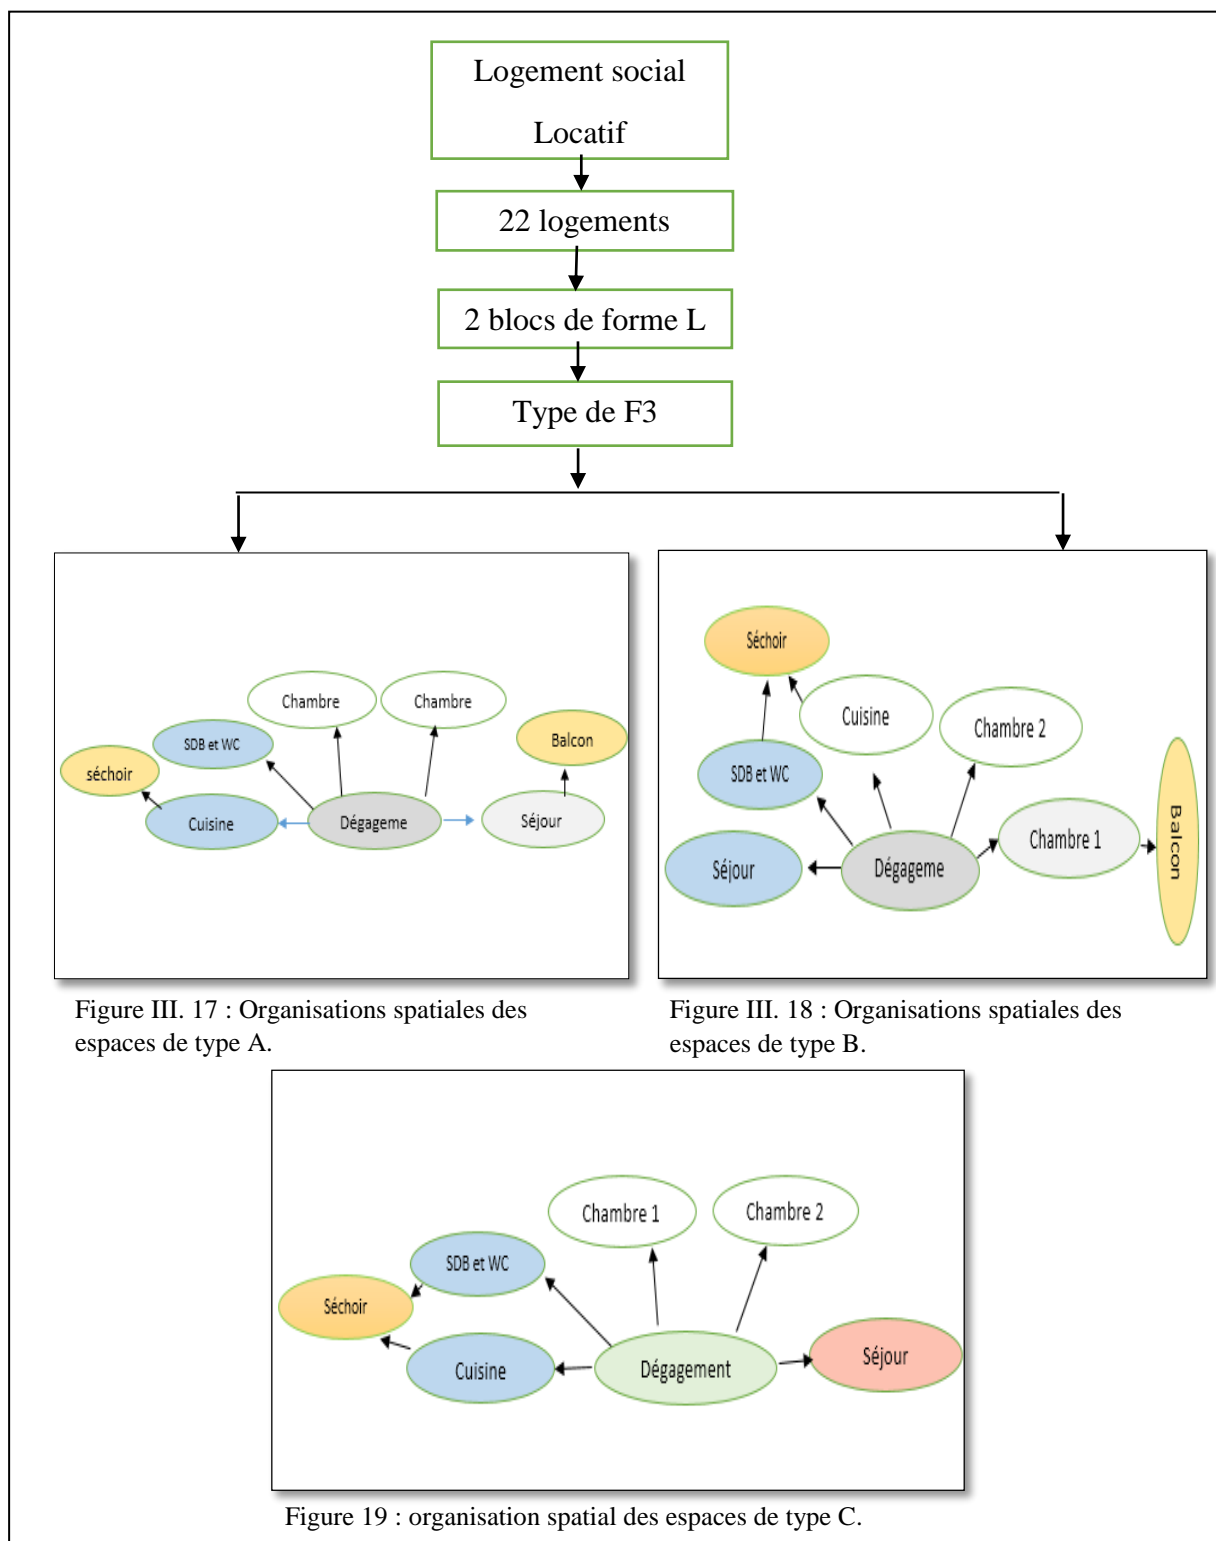 Logement social
Locatif
22 logements
2 blocs de forme L
Type de F3
Chambre
Chambre
SDB et WC
Balcon
séchoir
Cuisine
Dégageme
Séjour
Figure III. 17 : Organisations spatiales des
espaces de type A.
Séchoir
Cuisine
Chambre 2
SDB et WC
Chambre 1
Balcon
Séjour
Dégageme
Figure III. 18 : Organisations spatiales des
espaces de type B.
Chambre 1
Chambre 2
SDB et WC
Séchoir
Cuisine
Dégagement
Séjour
Figure 19 : organisation spatial des espaces de type C.